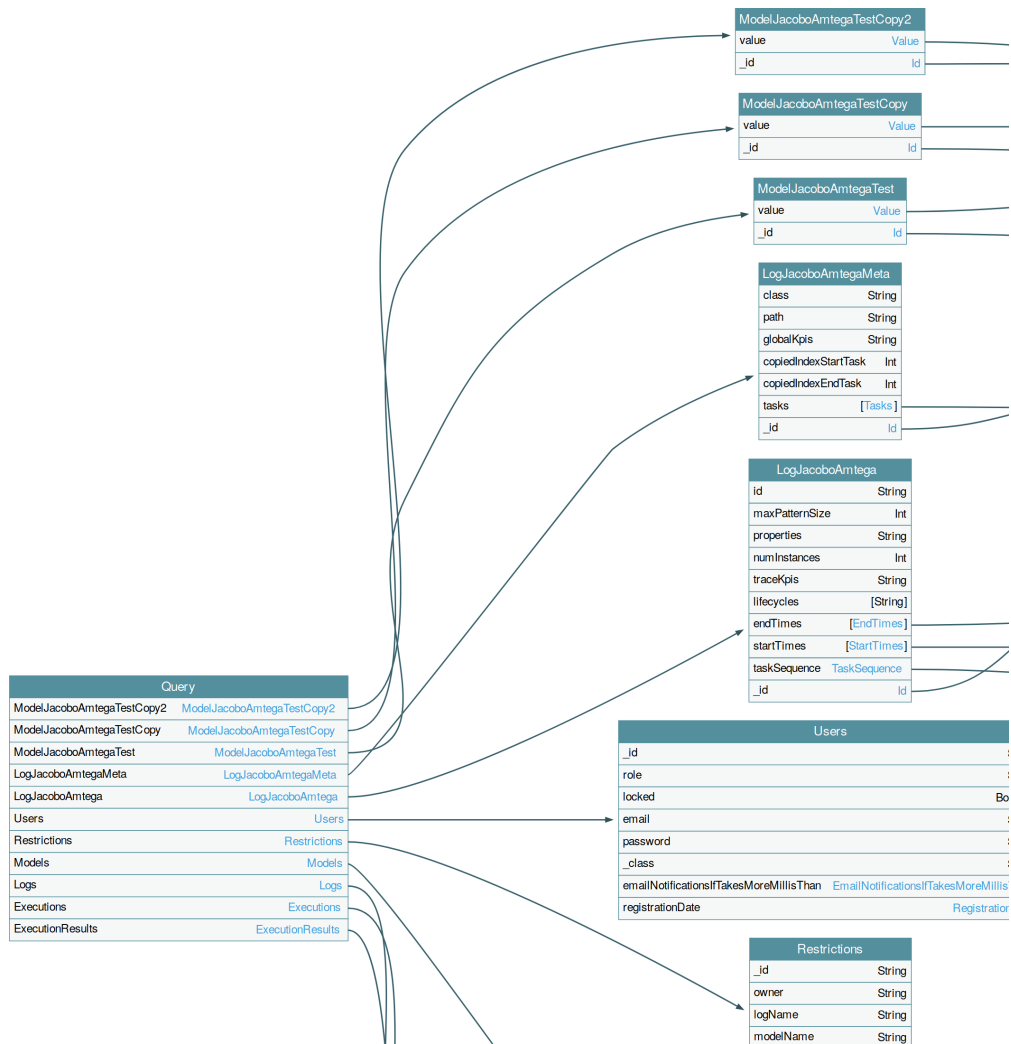 ModelJacoboAmtegaTestCopy2
value Value
_id Id
ModelJacoboAmtegaTestCopy
value Value
_id Id
ModelJacoboAmtegaTest
value Value
_id Id
LogJacoboAmtegaMeta
class String
path String
globalKpis String
copiedIndexStartTask Int
copiedIndexEndTask Int
tasks [Tasks]
_id Id
LogJacoboAmtega
id String
maxPatternSize Int
properties String
numInstances Int
traceKpis String
lifecycles [String]
endTimes [EndTimes]
startTimes [StartTimes]
taskSequence TaskSequence
_id Id
Query
ModelJacoboAmtegaTestCopy2 ModelJacoboAmtegaTestCopy2
ModelJacoboAmtegaTestCopy ModelJacoboAmtegaTestCopy
ModelJacoboAmtegaTest ModelJacoboAmtegaTest
LogJacoboAmtegaMeta LogJacoboAmtegaMeta
LogJacoboAmtega LogJacoboAmtega
Users Users
Restrictions Restrictions
Models Models
Logs Logs
Executions Executions
ExecutionResults ExecutionResults
Users
_id
role
locked Bo
email
password
_class
emailNotificationsIfTakesMoreMillisThan EmailNotificationsIfTakesMoreMillis
registrationDate Registration
Restrictions
_id String
owner String
logName String
modelName String